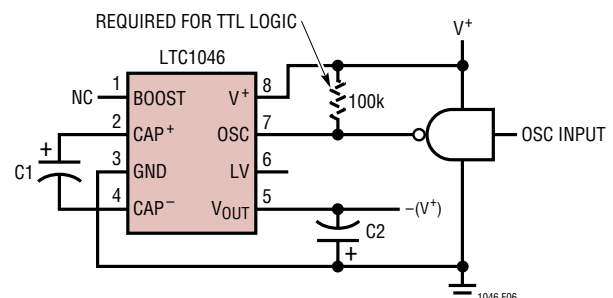 REQUIRED FOR TTL LOGIC
V+
LTC1046
NC 1 BOOST V+ 8
100k
2 CAP+ OSC 7
OSC INPUT
C1 +
3 GND LV 6
4 CAP− VOUT 5
−(V+)
C2
+
1046 F06